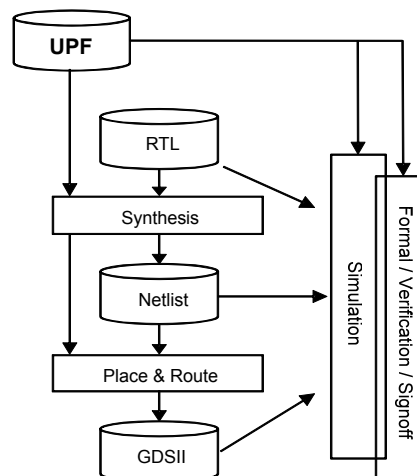 UPF
RTL
Synthesis
Netlist
Place & Route
GDSII
Simulation
Formal / Verification / Signoff